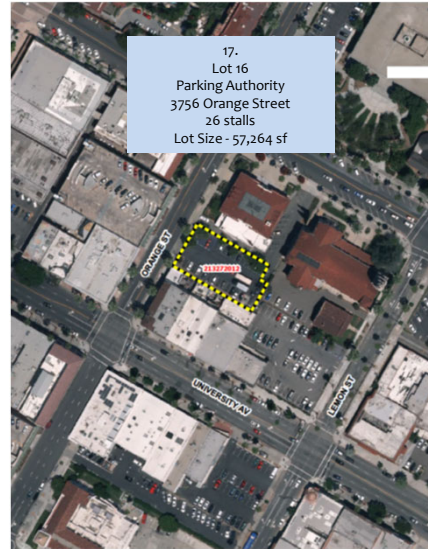 17.
Lot 16
Parking Authority
3756 Orange Street
26 stalls
Lot Size - 57,264 sf
ORANGE ST
213272012
UNIVERSITY AV
LEMON ST